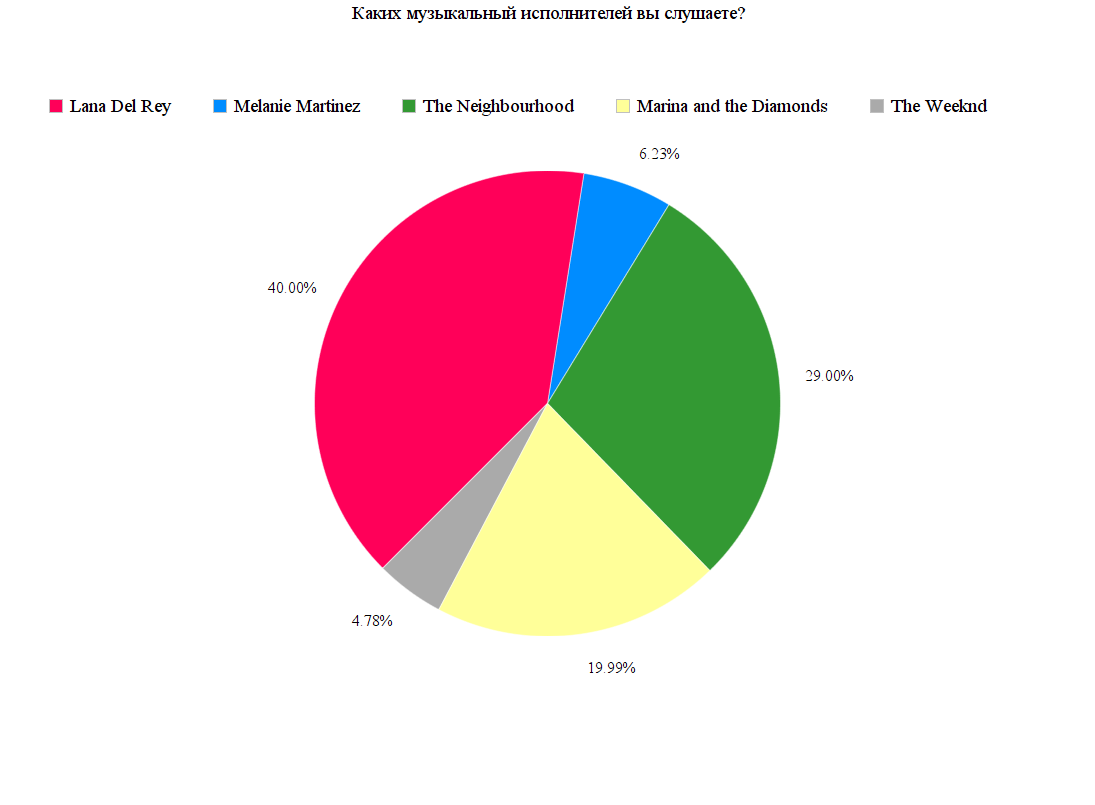 Каких музыкальный исполнителей вы слушаете?
Lana Del Rey Melanie Martinez The Neighbourhood Marina and the Diamonds The Weeknd
6.23%
40.00%
29.00%
4.78%
19.99%